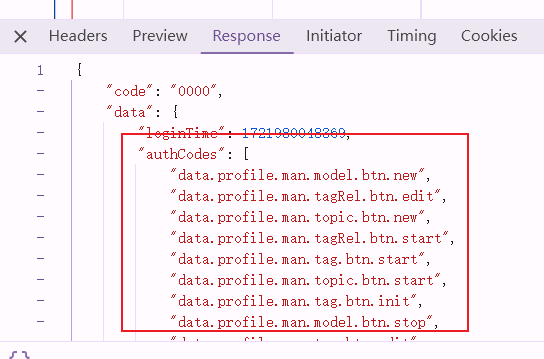 Headers Preview Response Initiator Timing Cookies
1 {
- "code": "0000",
- "data": {
- "loginTime": 1721980048369,
- "authCodes": [
- "data.profile.man.model.btn.new",
- "data.profile.man.tagRel.btn.edit",
- "data.profile.man.topic.btn.new",
- "data.profile.man.tagRel.btn.start",
- "data.profile.man.tag.btn.start",
- "data.profile.man.topic.btn.start",
- "data.profile.man.tag.btn.init",
- "data.profile.man.model.btn.stop",
{}